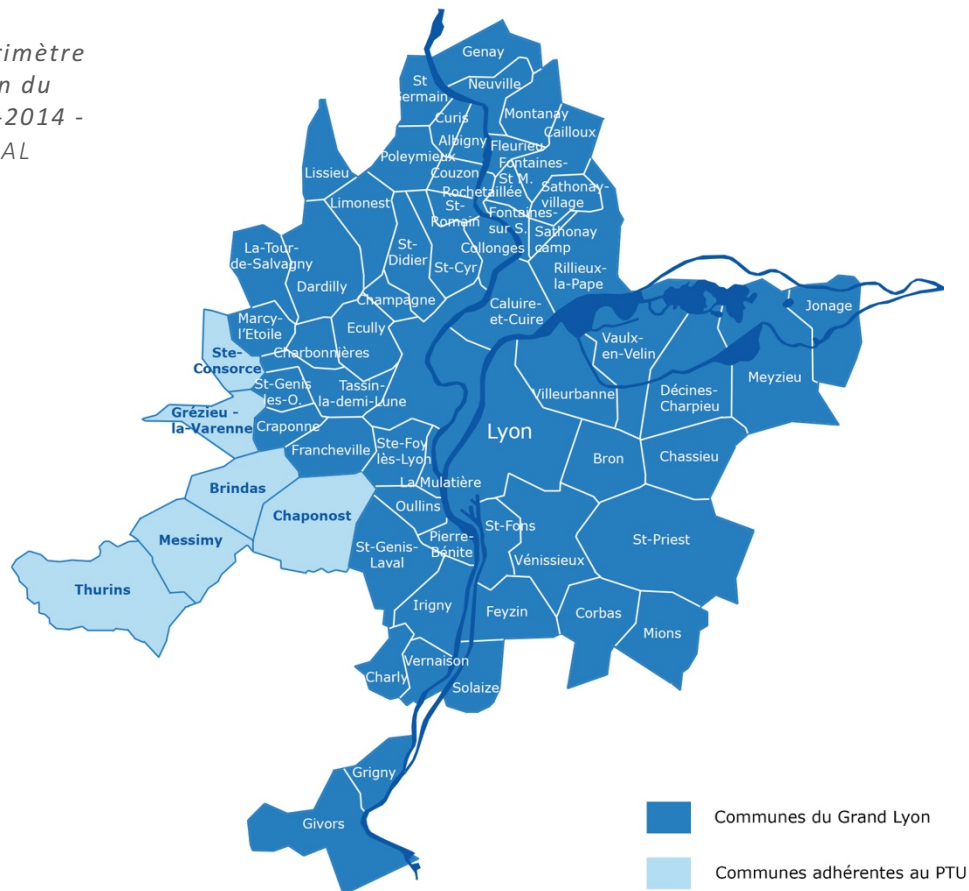 rimètre
n du
-2014 -
AL
Genay
St
Germain
Neuville
Curis
Montanay
Albigny
Cailloux
Poleymieux
Fleurieu
Lissieu
Couzon
Fontaines-
St M.
Rochetaillée
Sathonay-
village
Limonest
St-
Romain
Fontaines-
sur S.
Sathonay
camp
La-Tour-
de-Salvagny
St-
Didier
Collonges
St-Cyr
Rillieux-
la-Pape
Dardilly
Champagne
Caluire-
et-Cuire
Jonage
Marcy-
l'Etoile
Ecully
Vaulx-
en-Velin
Ste-
Consorce
Charbonnières
St-Genis
les-O.
Tassin-
la-demi-Lune
Villeurbanne
Décines-
Charpieu
Meyzieu
Grézieu -
la-Varenne
Craponne
Francheville
Ste-Foy
lès-Lyon
Lyon
Bron
Chassieu
Brindas
La Mulatière
Chaponost
Oullins
St-Fons
Messimy
St-Genis-
Laval
Pierre-
Bénite
Vénissieux
St-Priest
Thurins
Irigny
Feyzin
Corbas
Mions
Vernaison
Charly
Solaize
Grigny
Givors
Communes du Grand Lyon
Communes adhérentes au PTU